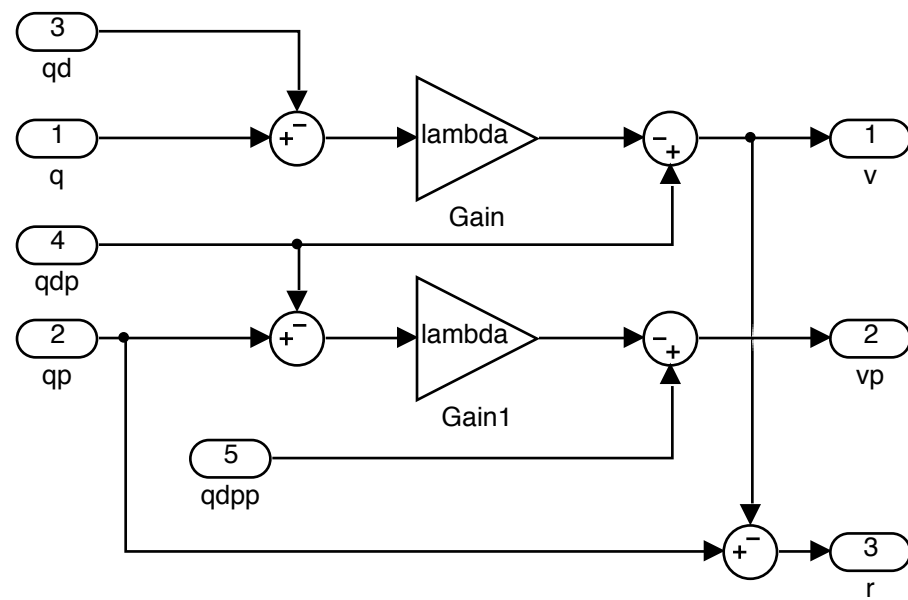 3
qd
1
q
+ −
lambda
Gain
− +
1
v
4
qdp
2
qp
+ −
lambda
Gain1
− +
2
vp
5
qdpp
+ −
3
r